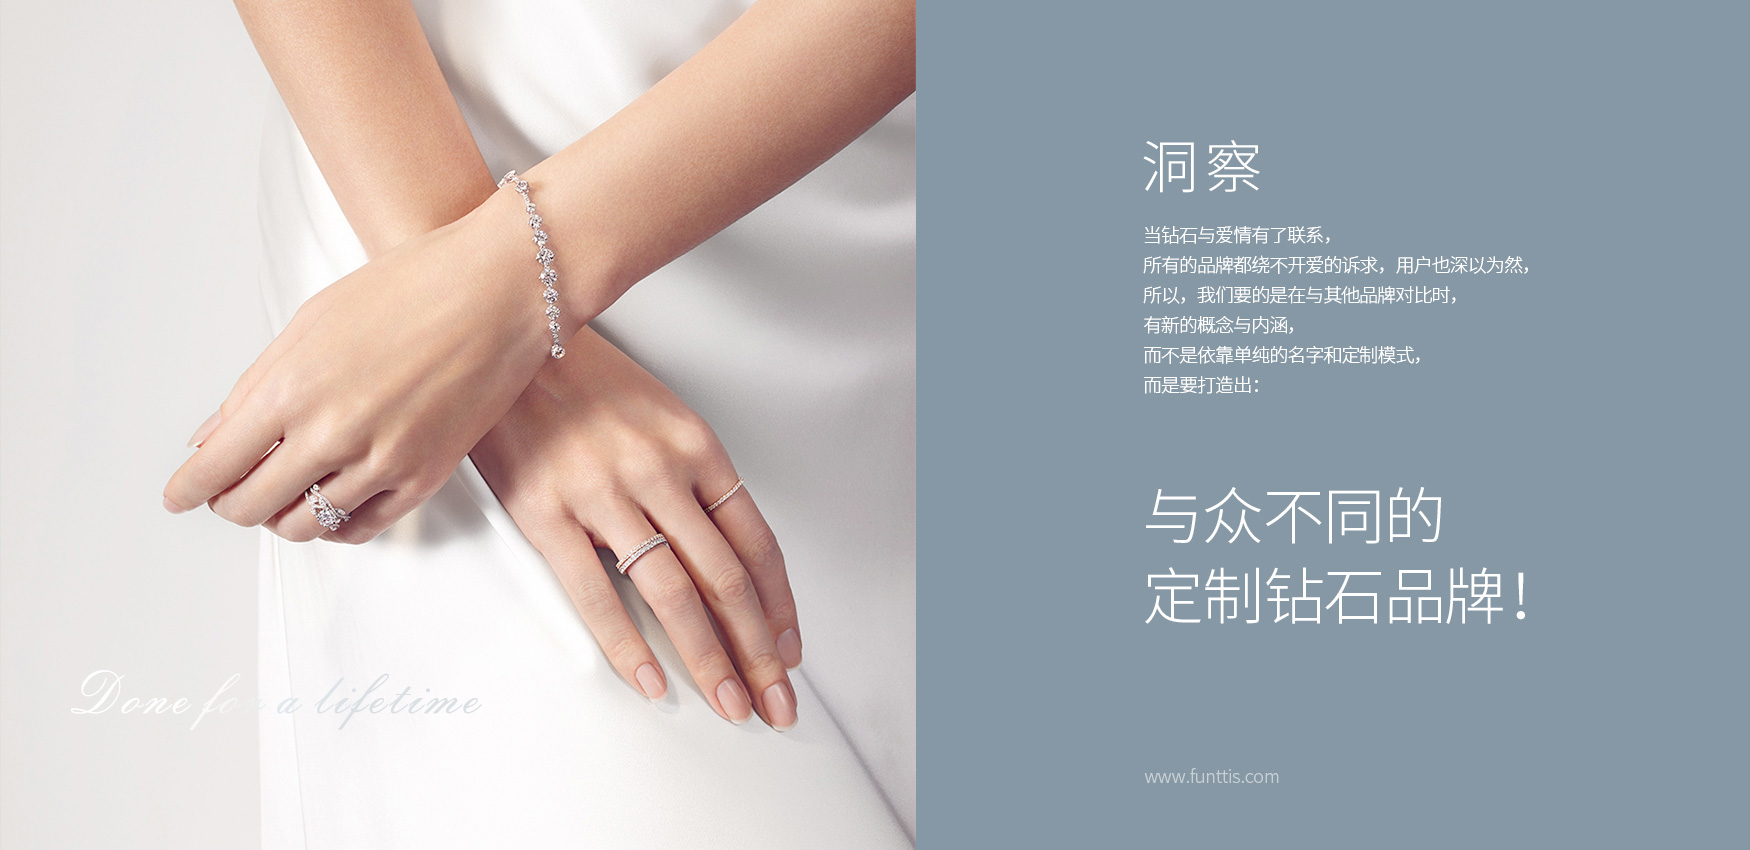 Done for a lifetime
洞察
当钻石与爱情有了联系，
所有的品牌都绕不开爱的诉求，用户也深以为然，
所以，我们要的是在与其他品牌对比时，
有新的概念与内涵，
而不是依靠单纯的名字和定制模式，
而是要打造出：
与众不同的
定制钻石品牌！
www.funttis.com